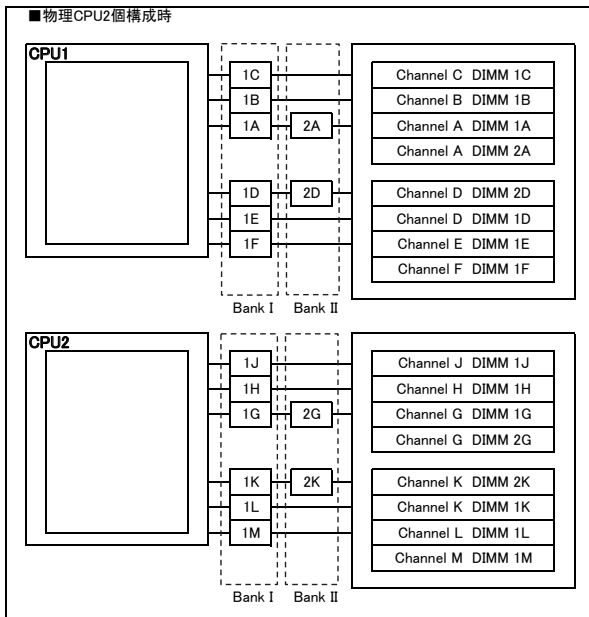 ■物理CPU2個構成時
CPU1
1C
Channel C DIMM 1C
1B
Channel B DIMM 1B
1A
2A
Channel A DIMM 1A
Channel A DIMM 2A
1D
2D
Channel D DIMM 2D
1E
Channel D DIMM 1D
1F
Channel E DIMM 1E
Channel F DIMM 1F
Bank I
Bank II
CPU2
1J
Channel J DIMM 1J
1H
Channel H DIMM 1H
1G
2G
Channel G DIMM 1G
Channel G DIMM 2G
1K
2K
Channel K DIMM 2K
1L
Channel K DIMM 1K
1M
Channel L DIMM 1L
Channel M DIMM 1M
Bank I
Bank II